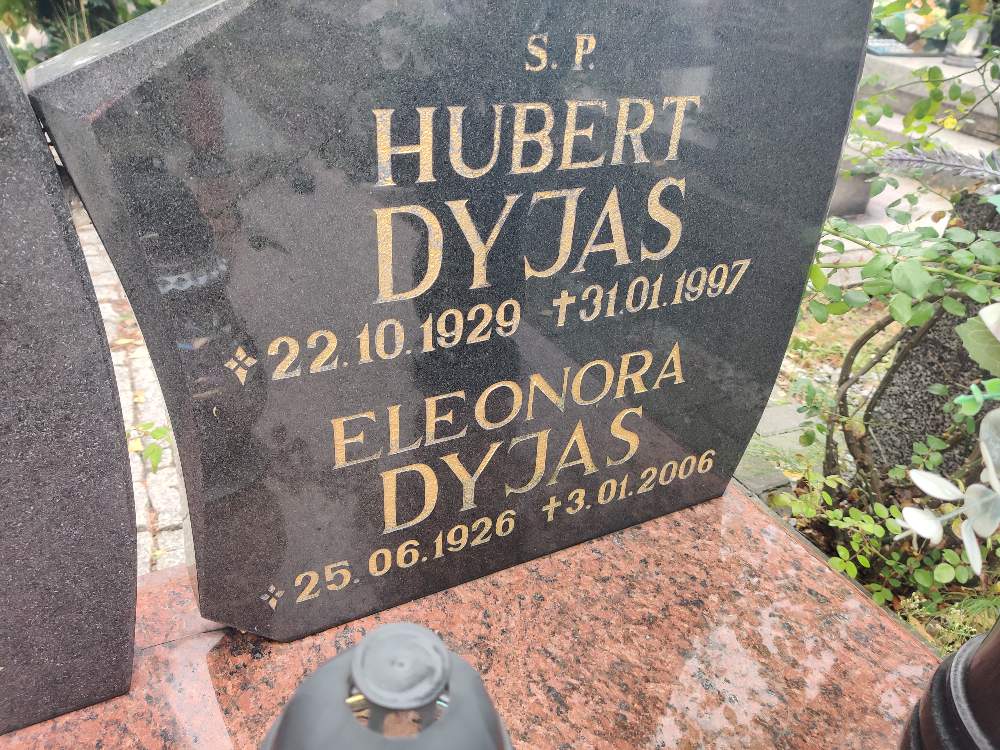 S. P.
HUBERT
DYJAS
22.10.1929 †31.01.1997
ELEONORA
DYJAS
25.06.1926 †3.01.2006